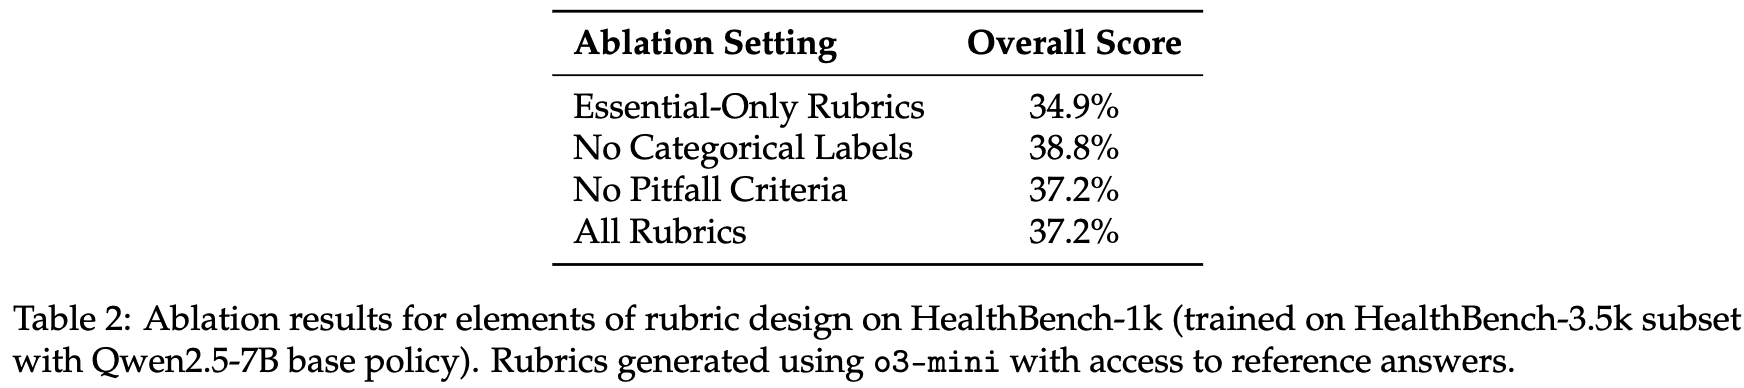 Ablation Setting Overall Score
Essential-Only Rubrics 34.9%
No Categorical Labels 38.8%
No Pitfall Criteria 37.2%
All Rubrics 37.2%
Table 2: Ablation results for elements of rubric design on HealthBench-1k (trained on HealthBench-3.5k subset
with Qwen2.5-7B base policy). Rubrics generated using o3-mini with access to reference answers.